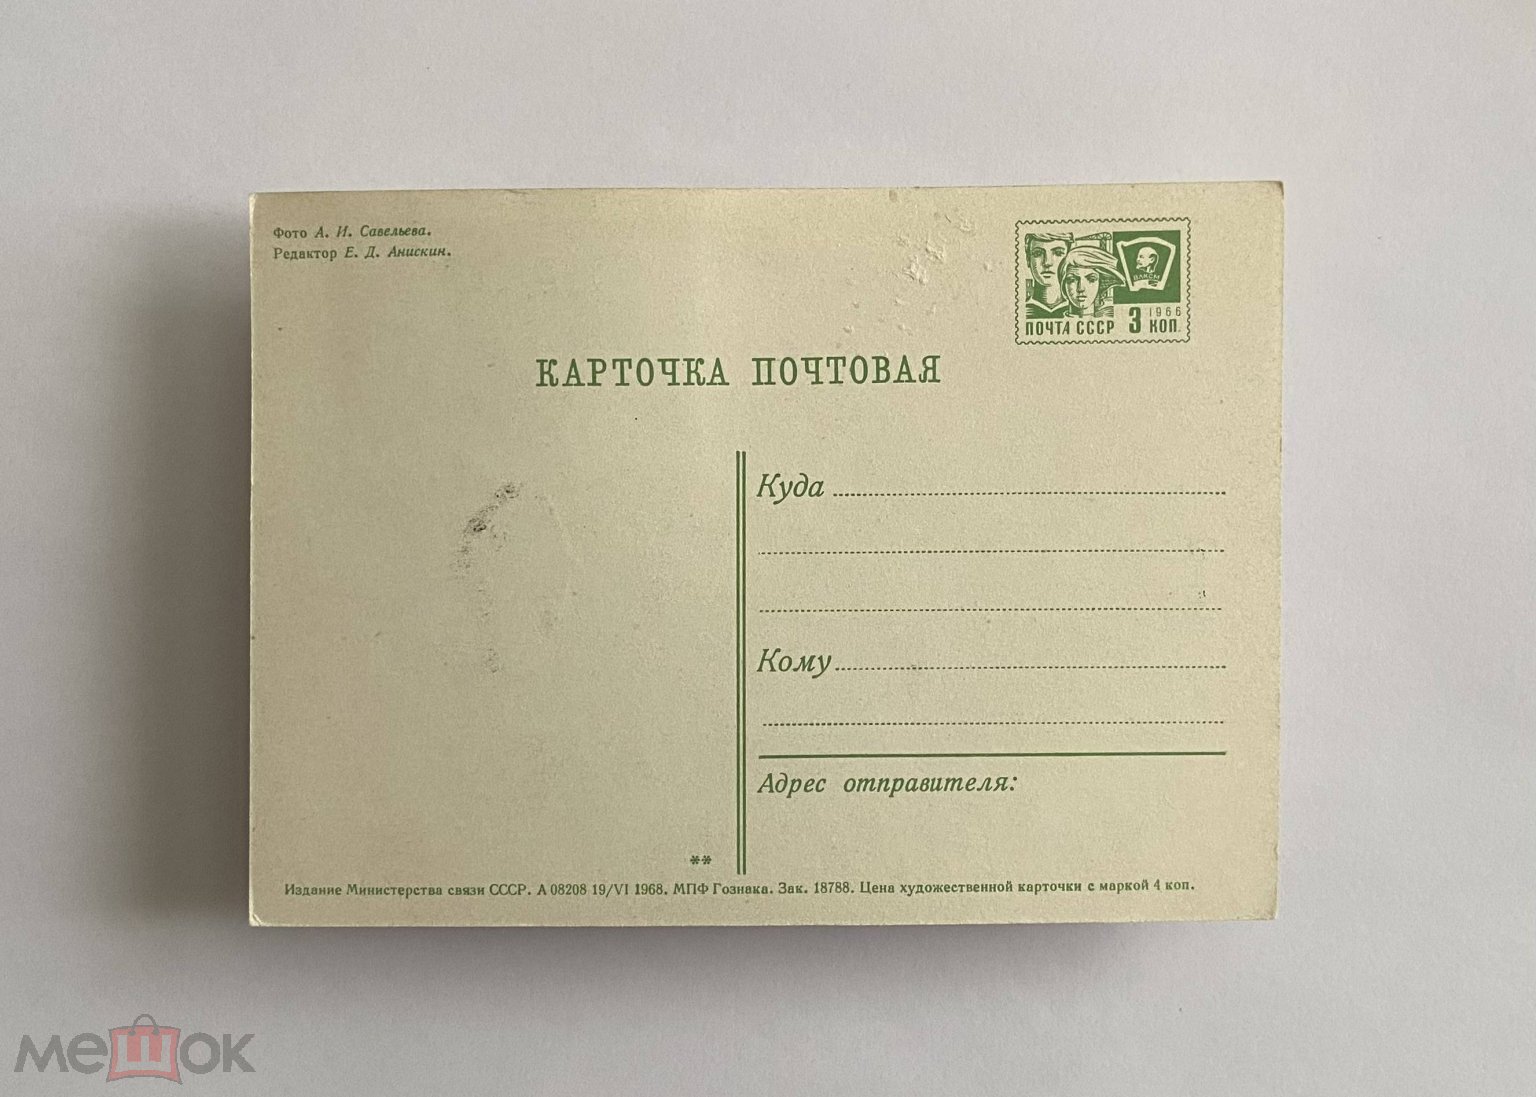 Фото А. И. Савельева.
Редактор Е. Д. Анискин.
ВЛКСМ
1966
ПОЧТА СССР 3 КОП.
КАРТОЧКА ПОЧТОВАЯ
Куда
Кому
Адрес отправителя:
**
Издание Министерства связи СССР. А 08208 19/VI 1968. МПФ Гознака. Зак. 18788. Цена художественной карточки с маркой 4 коп.
мешок